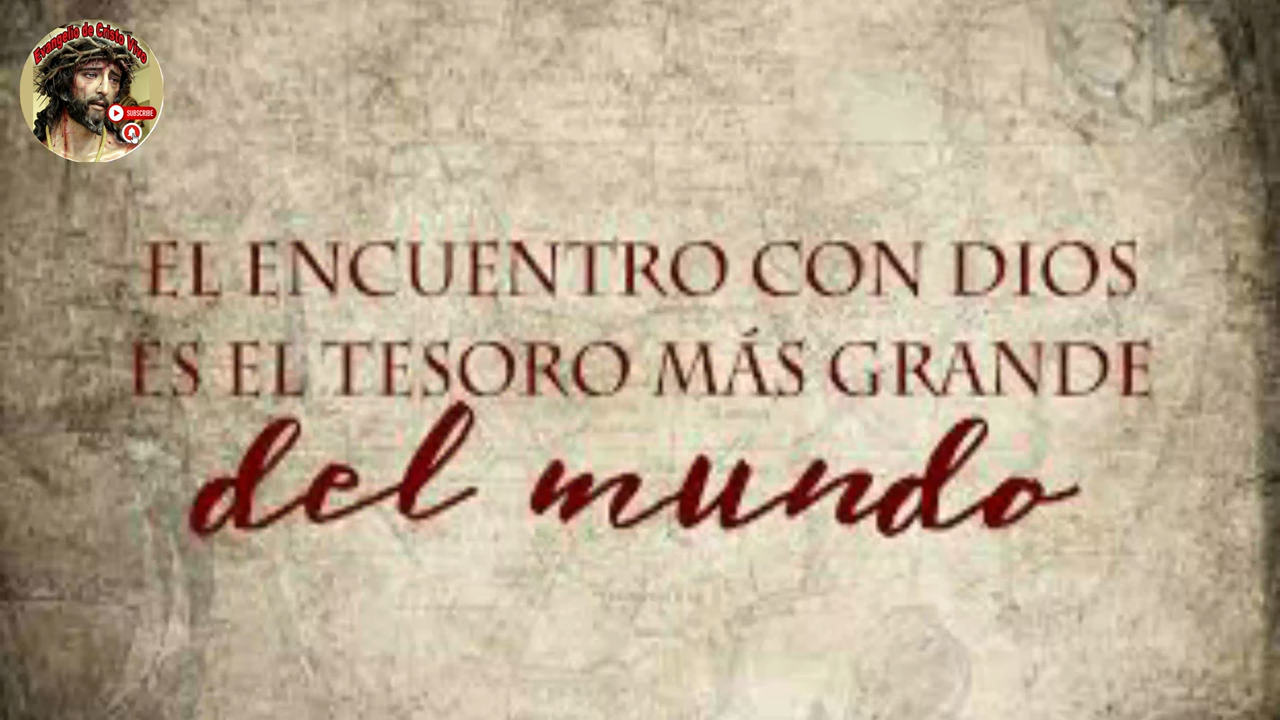 Evangelio de Cristo Vivo
SUBSCRIBE
EL ENCUENTRO CON DIOS
ES EL TESORO MÁS GRANDE
del mundo